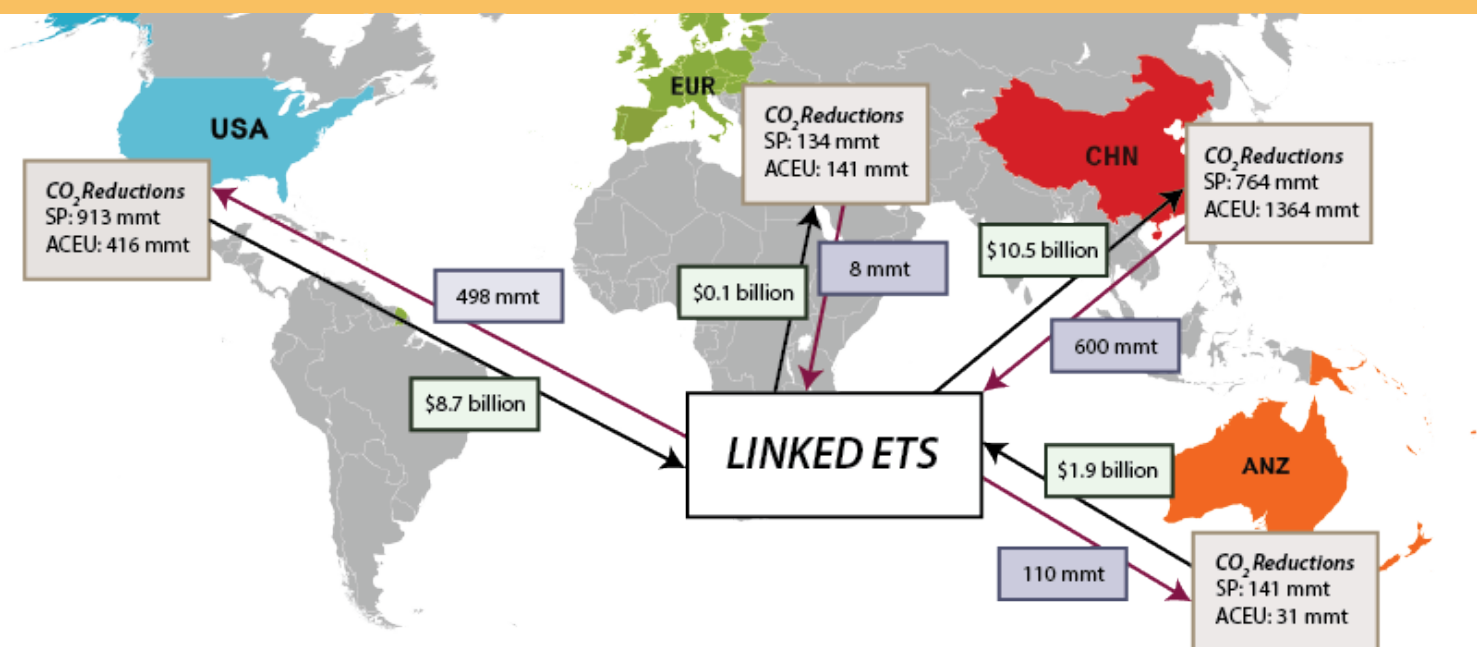 USA
CO₂Reductions
SP: 913 mmt
ACEU: 416 mmt
EUR
CO₂Reductions
SP: 134 mmt
ACEU: 141 mmt
CHN
CO₂Reductions
SP: 764 mmt
ACEU: 1364 mmt
498 mmt
$8.7 billion
$0.1 billion
8 mmt
$10.5 billion
600 mmt
LINKED ETS
$1.9 billion
110 mmt
ANZ
CO₂Reductions
SP: 141 mmt
ACEU: 31 mmt